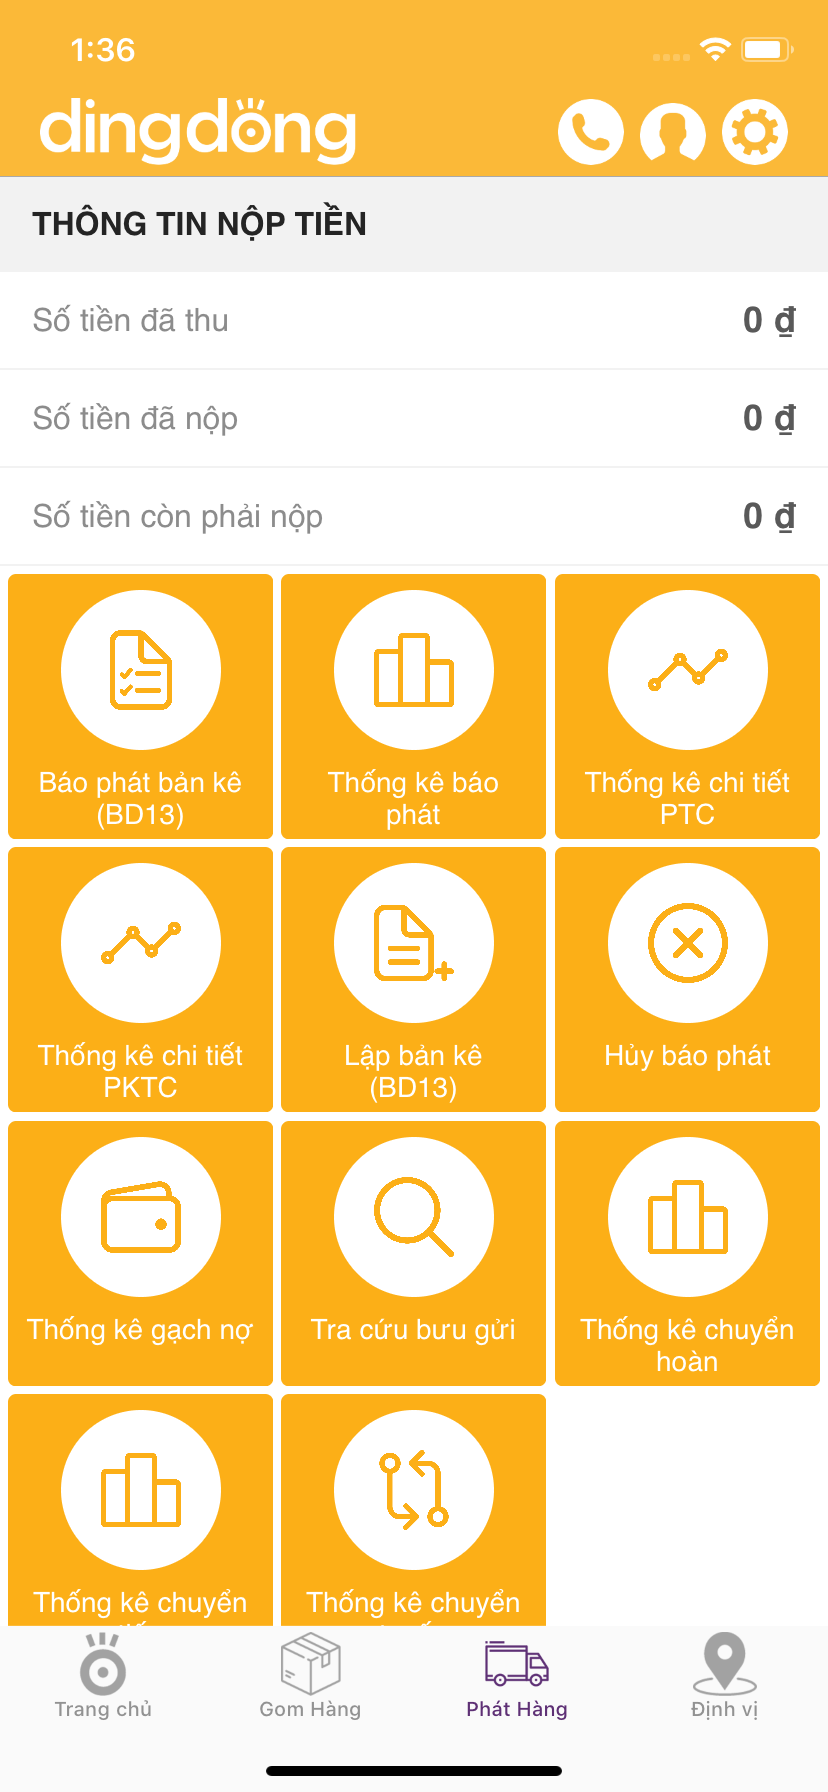 1:36
dingdong
THÔNG TIN NỘP TIỀN
Số tiền đã thu 0 ₫
Số tiền đã nộp 0 ₫
Số tiền còn phải nộp 0 ₫
Báo phát bản kê
(BD13)
Thống kê báo
phát
Thống kê chi tiết
PTC
Thống kê chi tiết
PKTC
Lập bản kê
(BD13)
Hủy báo phát
Thống kê gạch nợ
Tra cứu bưu gửi
Thống kê chuyển
hoàn
Thống kê chuyển
Thống kê chuyển
Trang chủ
Gom Hàng
Phát Hàng
Định vị